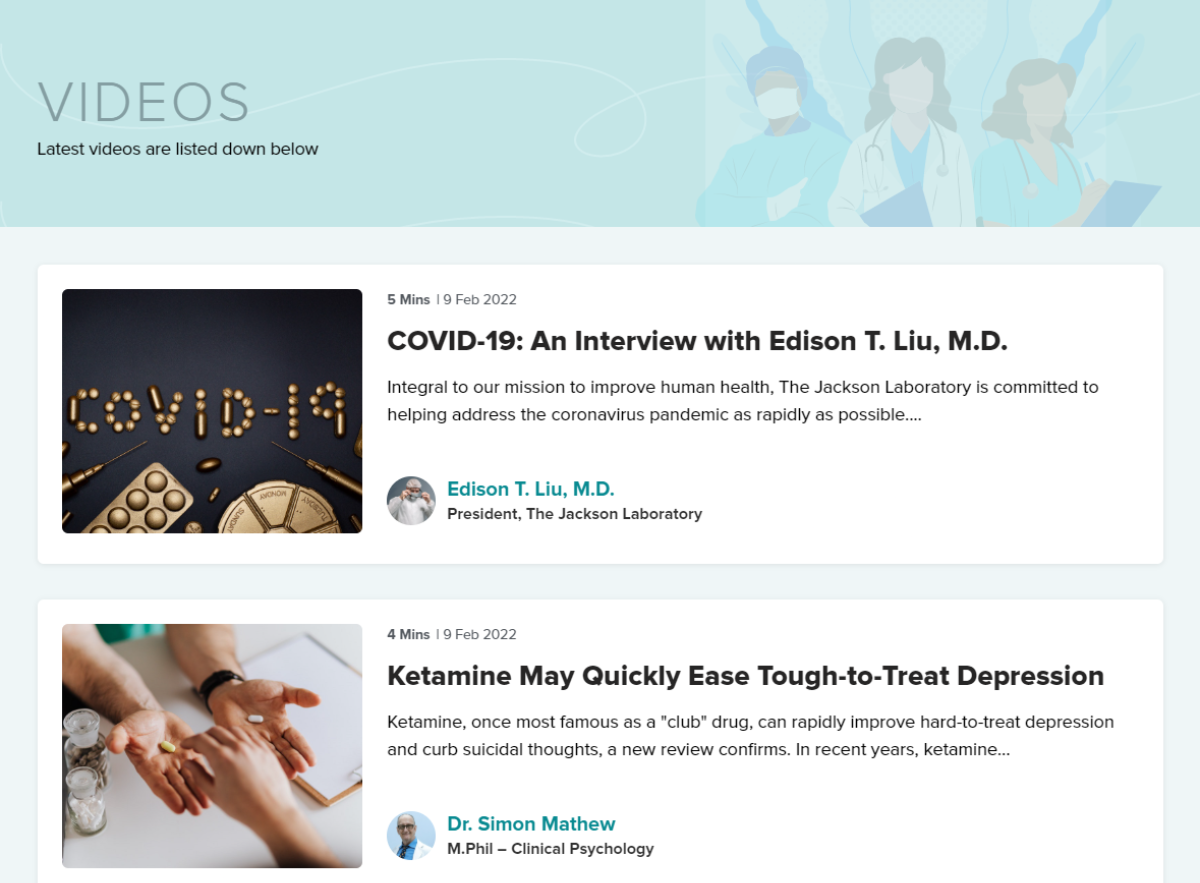 VIDEOS
Latest videos are listed down below
COVID-19
MONDAY
TUESDAY
SUNDAY
5 Mins | 9 Feb 2022
COVID-19: An Interview with Edison T. Liu, M.D.
Integral to our mission to improve human health, The Jackson Laboratory is committed to
helping address the coronavirus pandemic as rapidly as possible....
Edison T. Liu, M.D.
President, The Jackson Laboratory
4 Mins | 9 Feb 2022
Ketamine May Quickly Ease Tough-to-Treat Depression
Ketamine, once most famous as a "club" drug, can rapidly improve hard-to-treat depression
and curb suicidal thoughts, a new review confirms. In recent years, ketamine...
Dr. Simon Mathew
M.Phil – Clinical Psychology